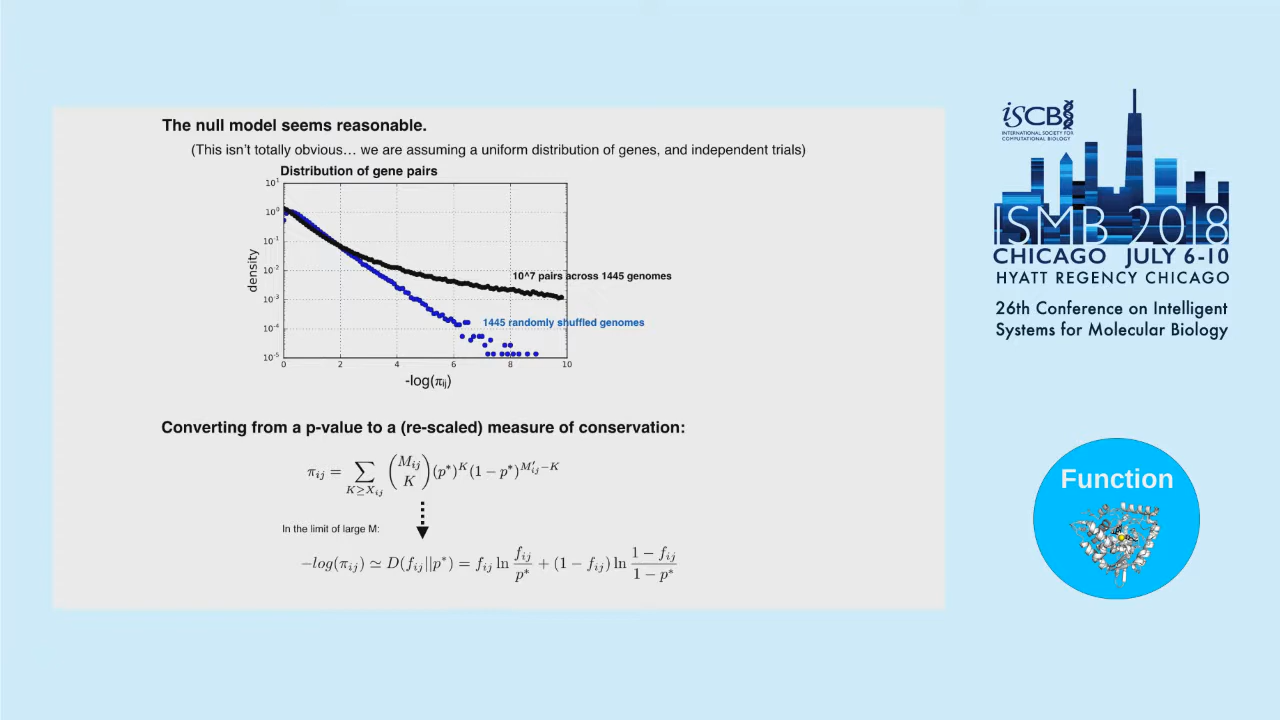 The null model seems reasonable.
(This isn't totally obvious... we are assuming a uniform distribution of genes, and independent trials)
Distribution of gene pairs
10^1
10^0
10^-1
10^-2
10^-3
10^-4
10^-5
density
10^7 pairs across 1445 genomes
1445 randomly shuffled genomes
0 2 4 6 8 10
-log(π_ij)
Converting from a p-value to a (re-scaled) measure of conservation:
π_ij = ∑_{K≥X_ij} (M_ij K) (p*)^K (1 − p*)^{M'_ij−K}
In the limit of large M:
−log(π_ij) ≃ D(f_ij||p*) = f_ij ln f_ij/p* + (1 − f_ij) ln (1 − f_ij)/(1 − p*)
iSCB
INTERNATIONAL SOCIETY FOR
COMPUTATIONAL BIOLOGY
ISMB 2018
CHICAGO JULY 6-10
HYATT REGENCY CHICAGO
26th Conference on Intelligent
Systems for Molecular Biology
Function